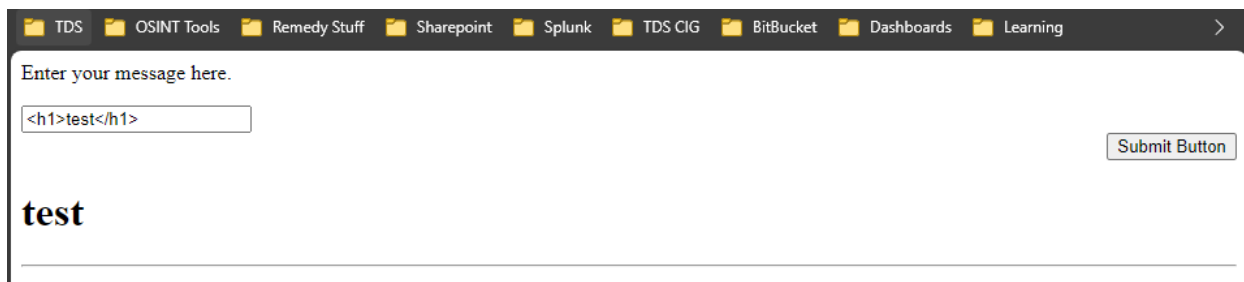 TDS OSINT Tools Remedy Stuff Sharepoint Splunk TDS CIG BitBucket Dashboards Learning
Enter your message here.
<h1>test</h1>
Submit Button
test